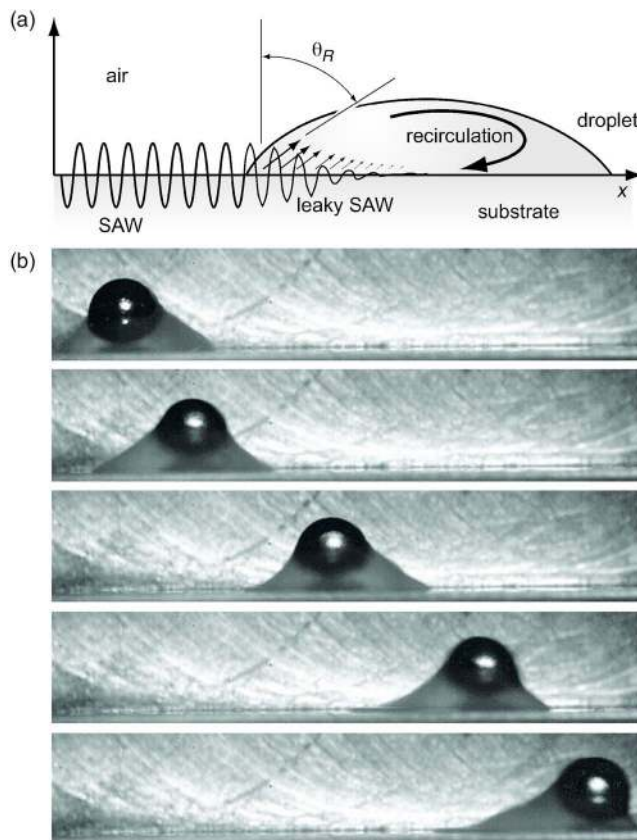 (a)
θR
air
droplet
recirculation
x
leaky SAW
SAW
substrate
(b)